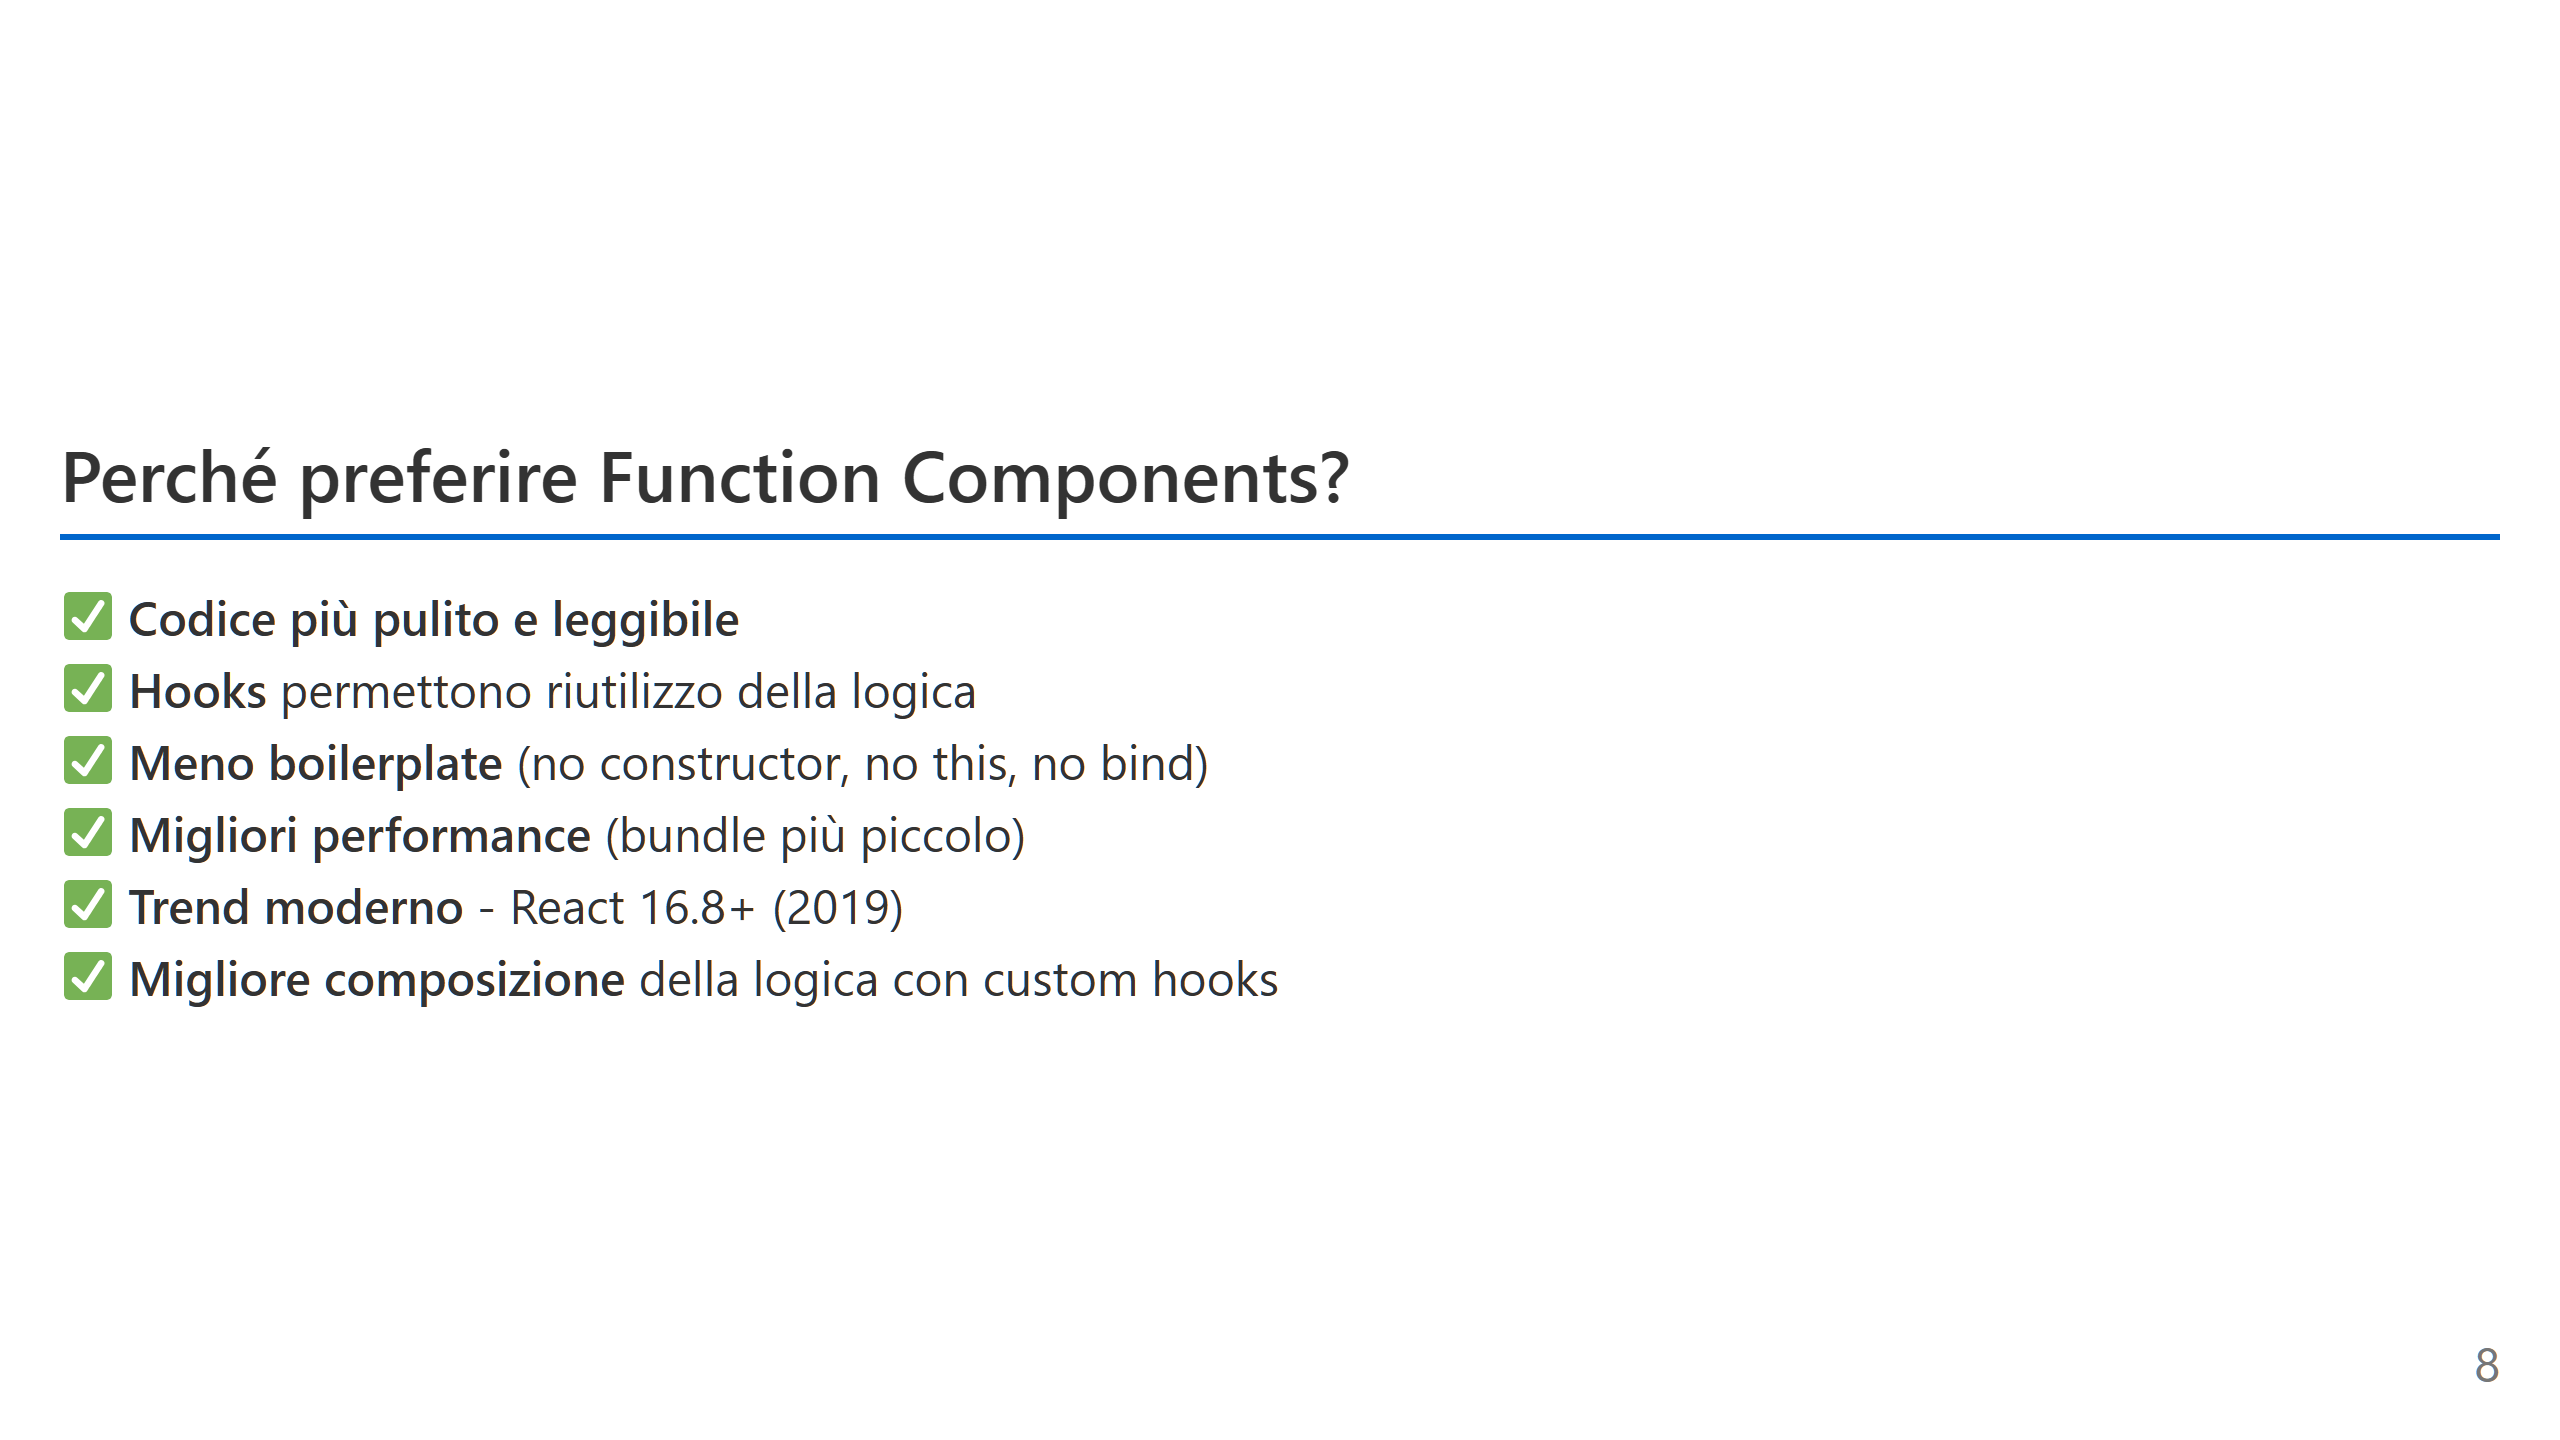 Perché preferire Function Components?
✅ Codice più pulito e leggibile
✅ Hooks permettono riutilizzo della logica
✅ Meno boilerplate (no constructor, no this, no bind)
✅ Migliori performance (bundle più piccolo)
✅ Trend moderno - React 16.8+ (2019)
✅ Migliore composizione della logica con custom hooks
8